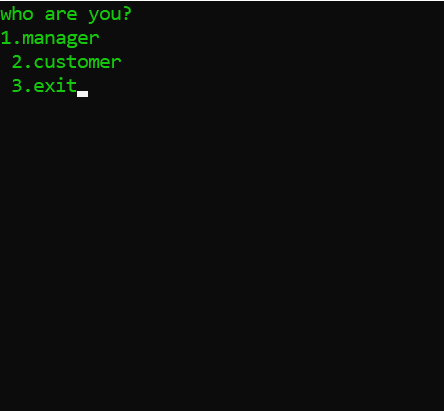 who are you?
1.manager
 2.customer
 3.exit